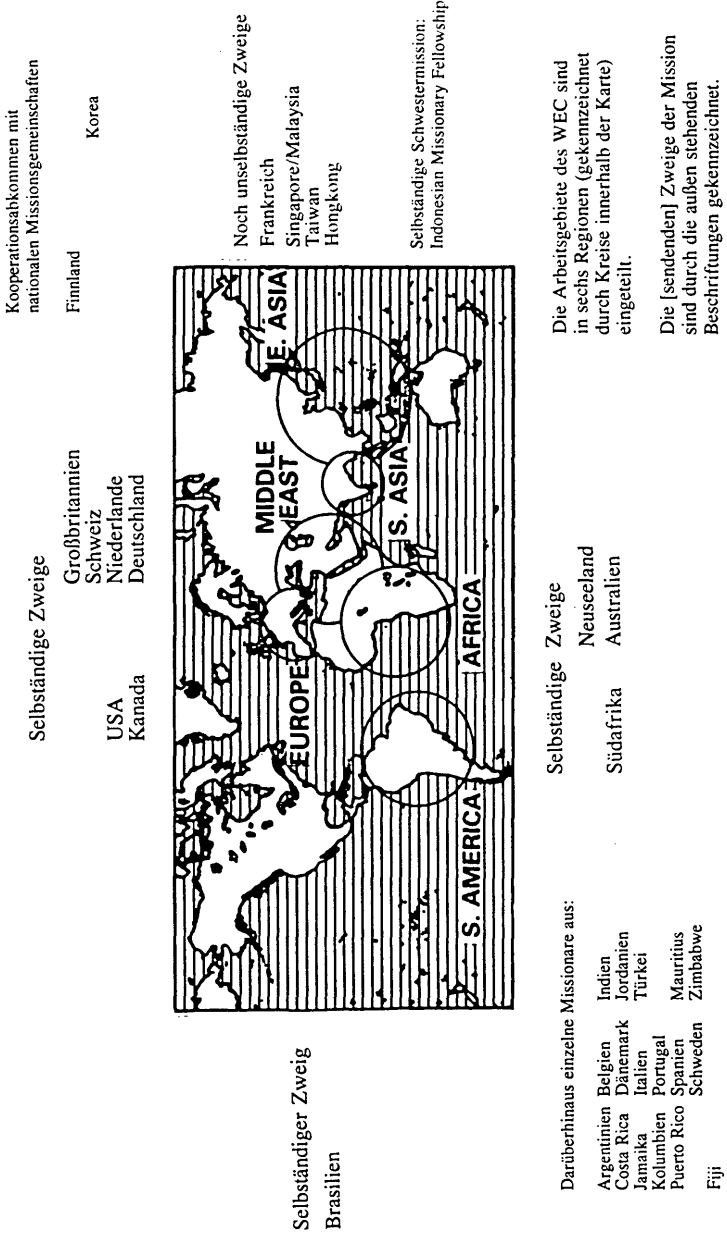 Kooperationsabkommen mit
nationalen Missionsgemeinschaften
Finnland
Korea
Selbständige Zweige
USA
Kanada
Großbritannien
Schweiz
Niederlande
Deutschland
Noch unselbständige Zweige
Frankreich
Singapore/Malaysia
Taiwan
Hongkong
Selbständige Schwestermission:
Indonesian Missionary Fellowship
Selbständiger Zweig
Brasilien
EUROPE
MIDDLE
EAST
E. ASIA
S. ASIA
S. AMERICA
AFRICA
Selbständige Zweige
Südafrika
Neuseeland
Australien
Die Arbeitsgebiete des WEC sind
in sechs Regionen (gekennzeichnet
durch Kreise innerhalb der Karte)
eingeteilt.
Die [sendenden] Zweige der Mission
sind durch die außen stehenden
Beschriftungen gekennzeichnet.
Darüberhinaus einzelne Missionare aus:
Argentinien Belgien Indien
Costa Rica Dänemark Jordanien
Jamaika Italien Türkei
Kolumbien Portugal
Puerto Rico Spanien Mauritius
Schweden Zimbabwe
Fiji